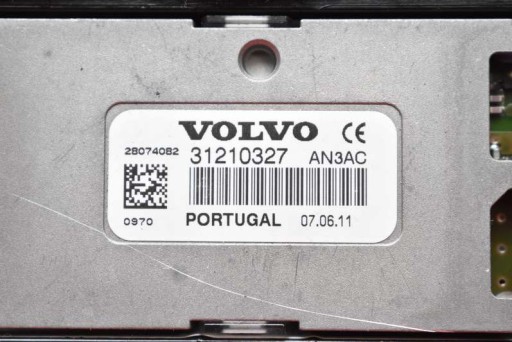 VOLVO CE
28074082 31210327 AN3AC
0970 PORTUGAL 07.06.11